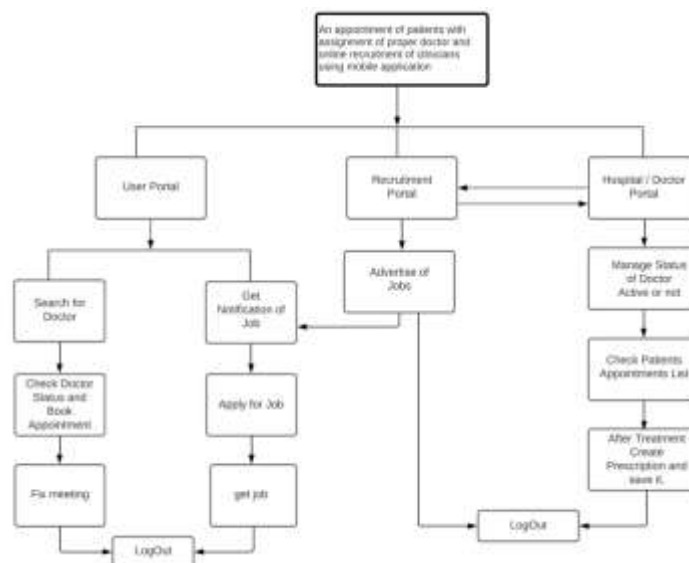 An appointment of patients with
assignment of proper doctor and
online recruitment of clinicians
using mobile application
User Portal
Recruitment
Portal
Hospital / Doctor
Portal
Search for
Doctor
Get
Notification of
Job
Advertise of
Jobs
Manage Status
of Doctor
Active or not
Check Doctor
Status and
Book
Appointment
Apply for Job
Check Patients
Appointments List
Fix meeting
get job
After Treatment
Create
Prescription and
save it.
LogOut
LogOut